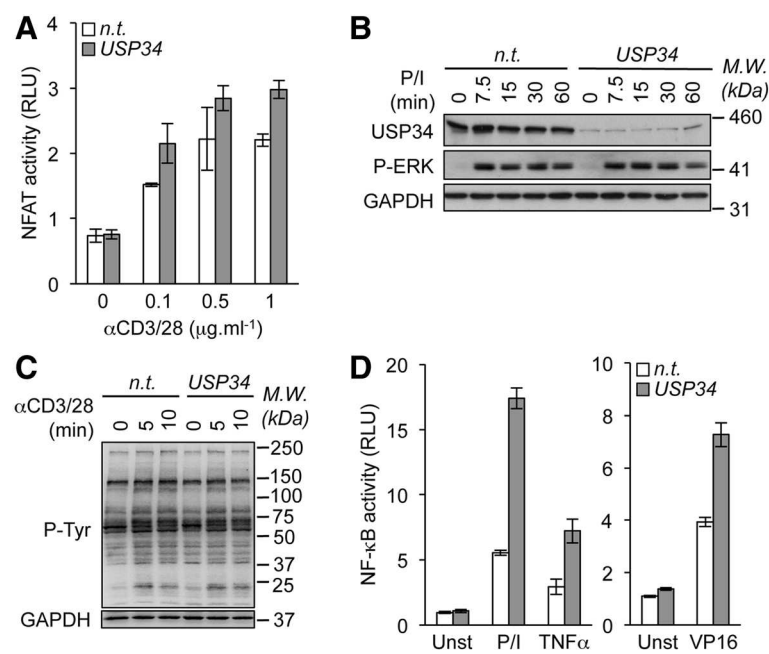 A
n.t.
USP34
NFAT activity (RLU)
4
3
2
1
0
0 0.1 0.5 1
αCD3/28 (μg.ml-1)
B
n.t. USP34 M.W.
P/I (kDa)
(min) 0 7.5 15 30 60 0 7.5 15 30 60
USP34 460
P-ERK 41
GAPDH 31
C
n.t. USP34 M.W.
αCD3/28 (kDa)
(min) 0 5 10 0 5 10
250
150
100
75
P-Tyr
50
37
25
GAPDH 37
D
NF-κB activity (RLU)
20
15
10
5
0
Unst P/I TNFα
n.t.
USP34
10
8
6
4
2
0
Unst VP16